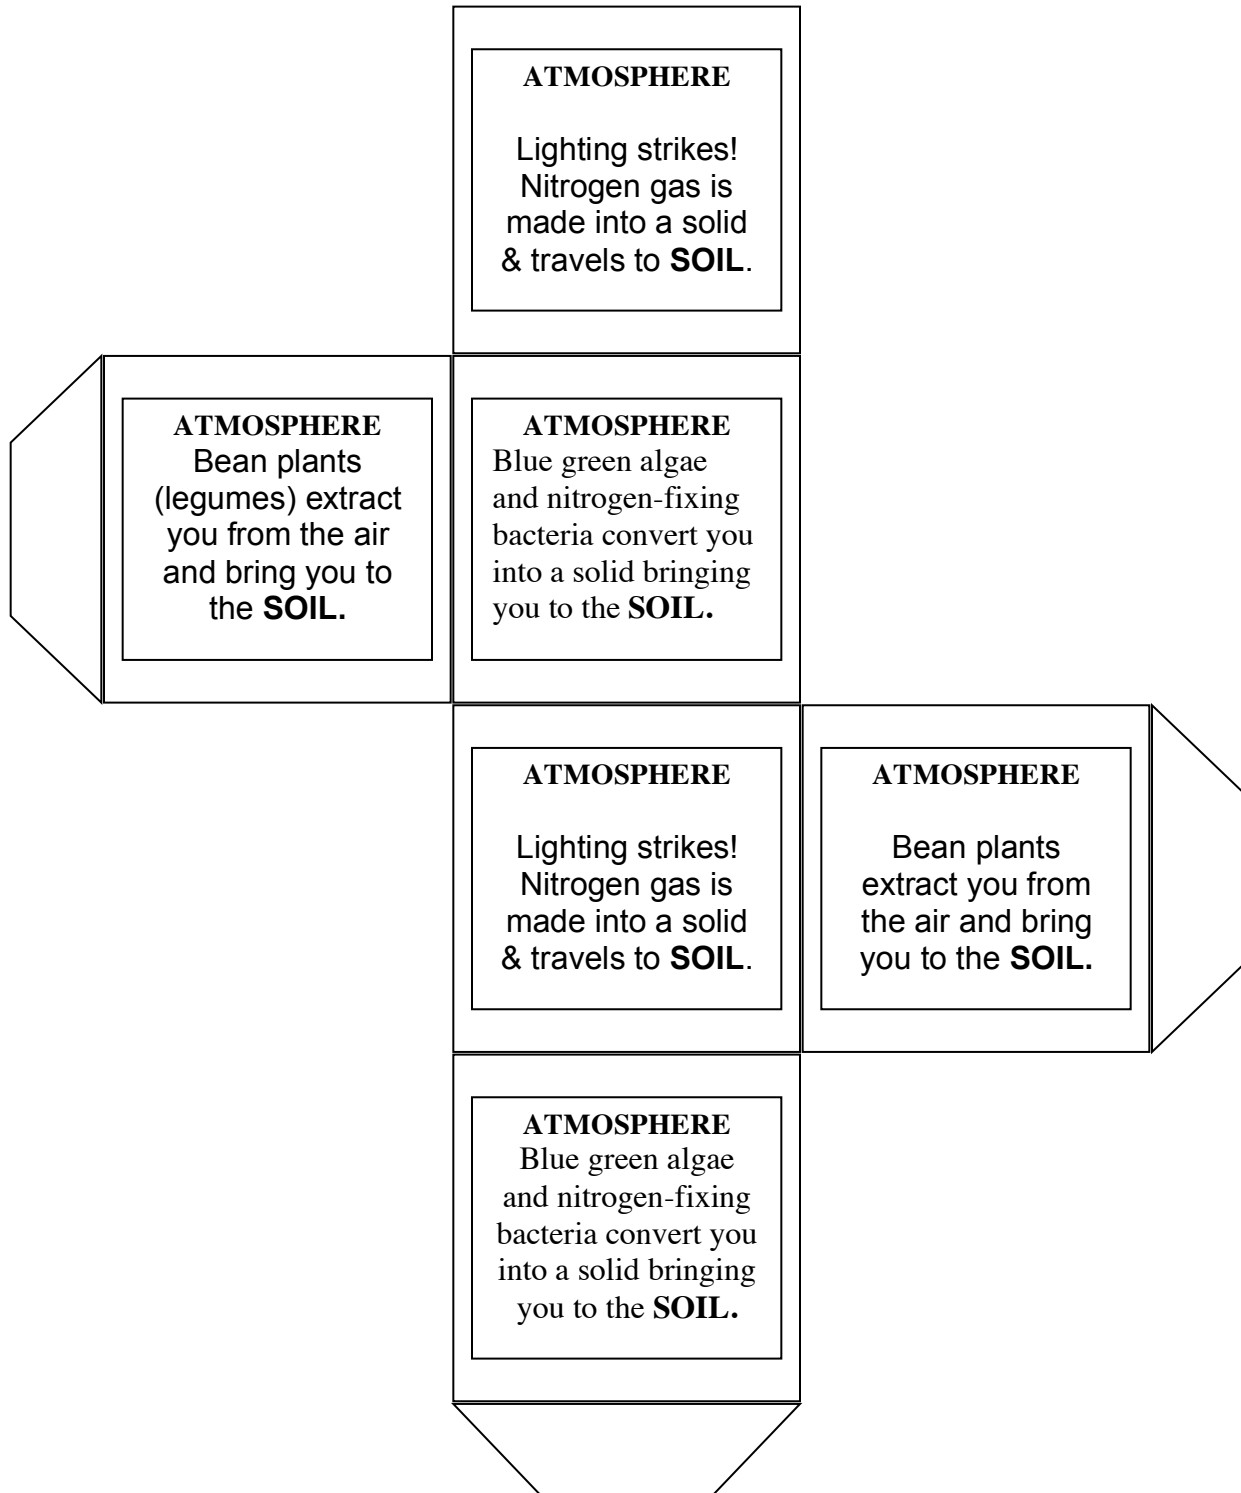 ATMOSPHERE
Lighting strikes!
Nitrogen gas is
made into a solid
& travels to SOIL.
ATMOSPHERE
Bean plants
(legumes) extract
you from the air
and bring you to
the SOIL.
ATMOSPHERE
Blue green algae
and nitrogen-fixing
bacteria convert you
into a solid bringing
you to the SOIL.
ATMOSPHERE
Lighting strikes!
Nitrogen gas is
made into a solid
& travels to SOIL.
ATMOSPHERE
Bean plants
extract you from
the air and bring
you to the SOIL.
ATMOSPHERE
Blue green algae
and nitrogen-fixing
bacteria convert you
into a solid bringing
you to the SOIL.